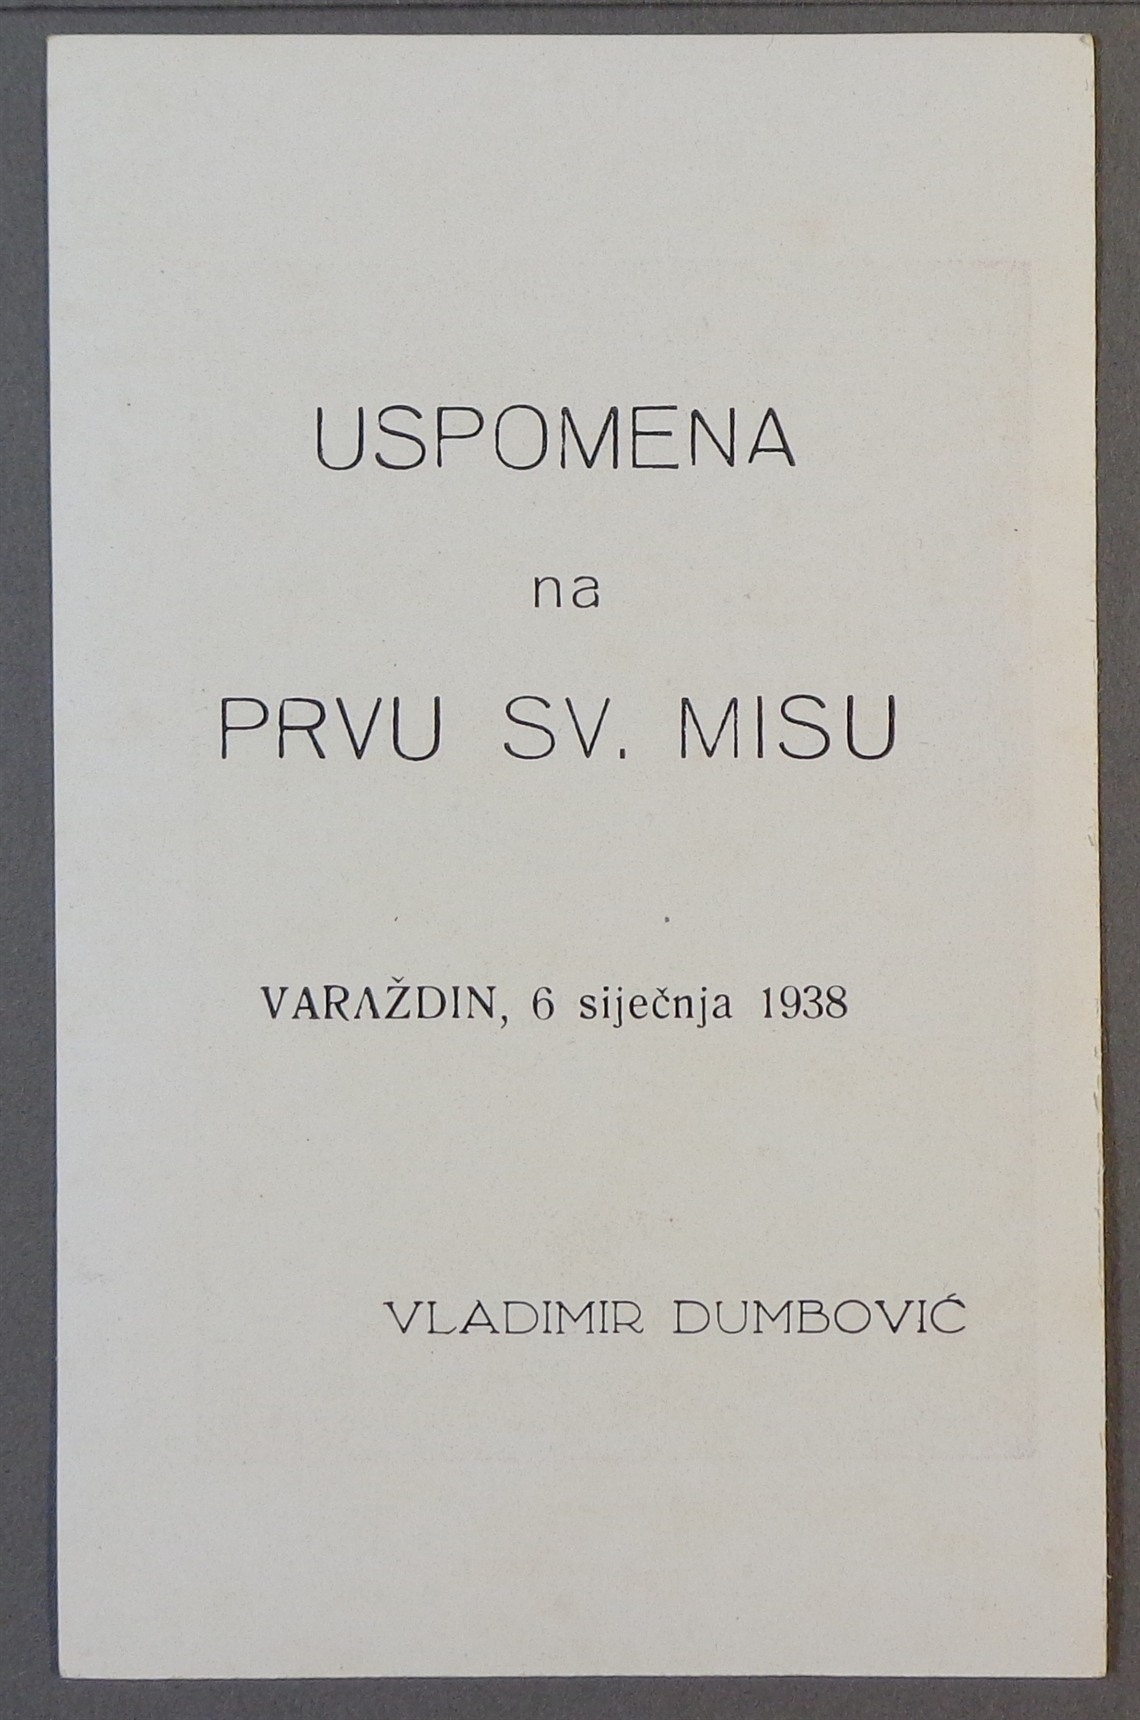 USPOMENA
na
PRVU SV. MISU
VARAŽDIN, 6 siječnja 1938
VLADIMIR DUMBOVIĆ